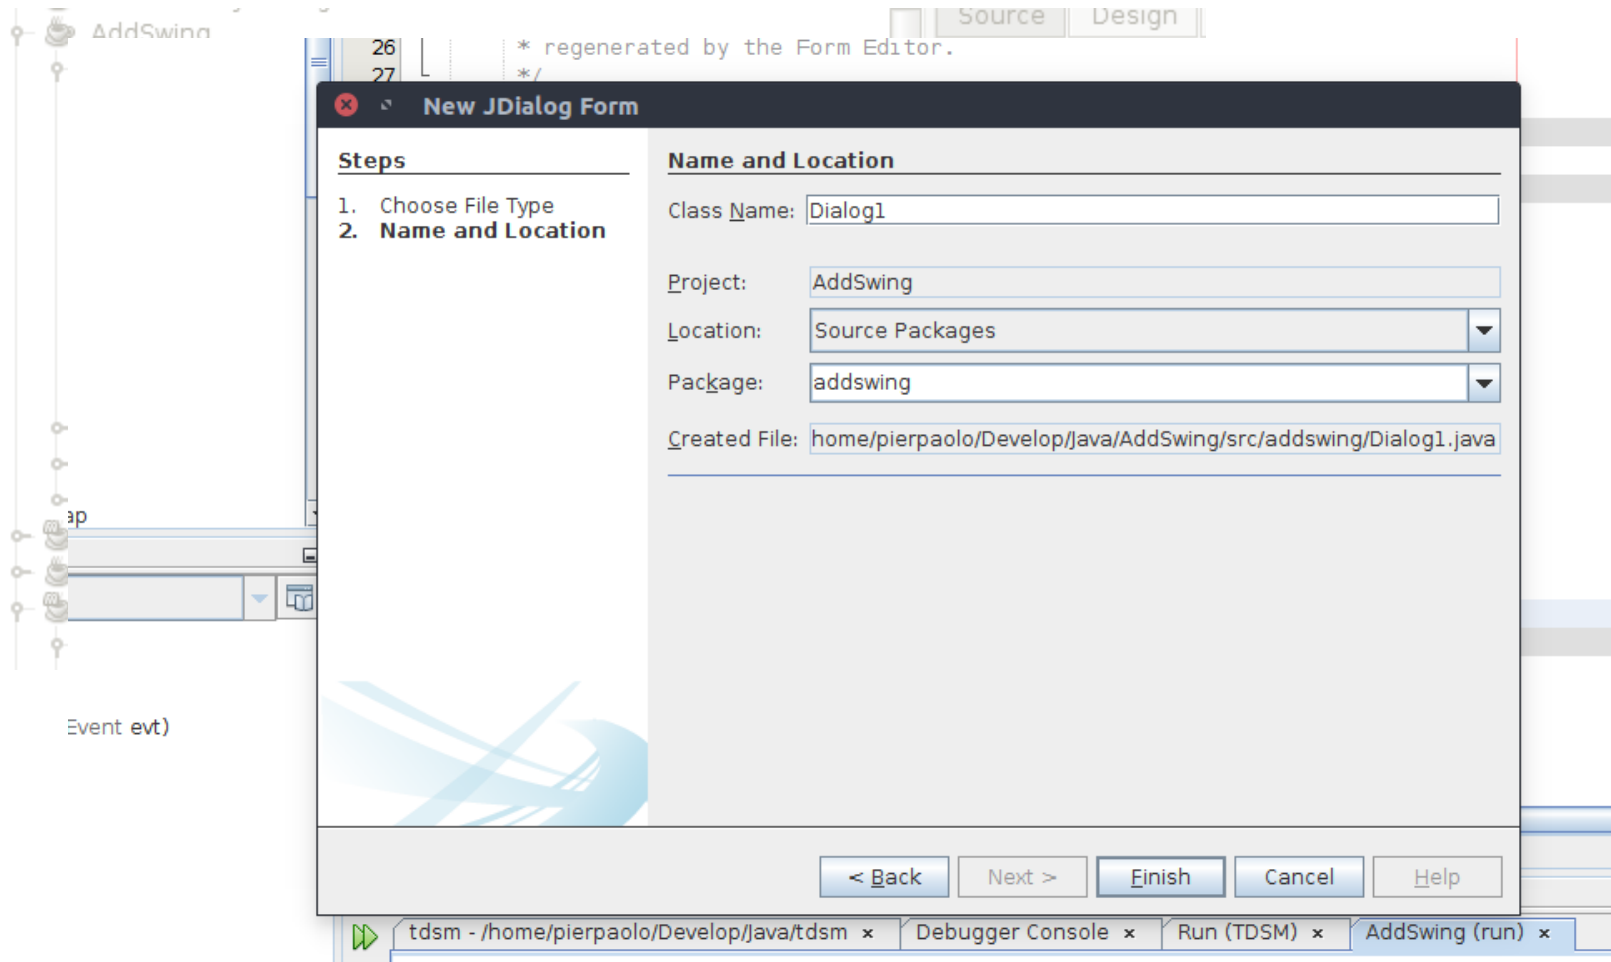 AddSwing
Source Design
26 * regenerated by the Form Editor.
27 */
New JDialog Form
Steps
1. Choose File Type
2. Name and Location
Name and Location
Class Name: Dialog1
Project: AddSwing
Location: Source Packages
Package: addswing
Created File: home/pierpaolo/Develop/Java/AddSwing/src/addswing/Dialog1.java
ap
Event evt)
< Back Next > Finish Cancel Help
tdsm - /home/pierpaolo/Develop/Java/tdsm × Debugger Console × Run (TDSM) × AddSwing (run) ×